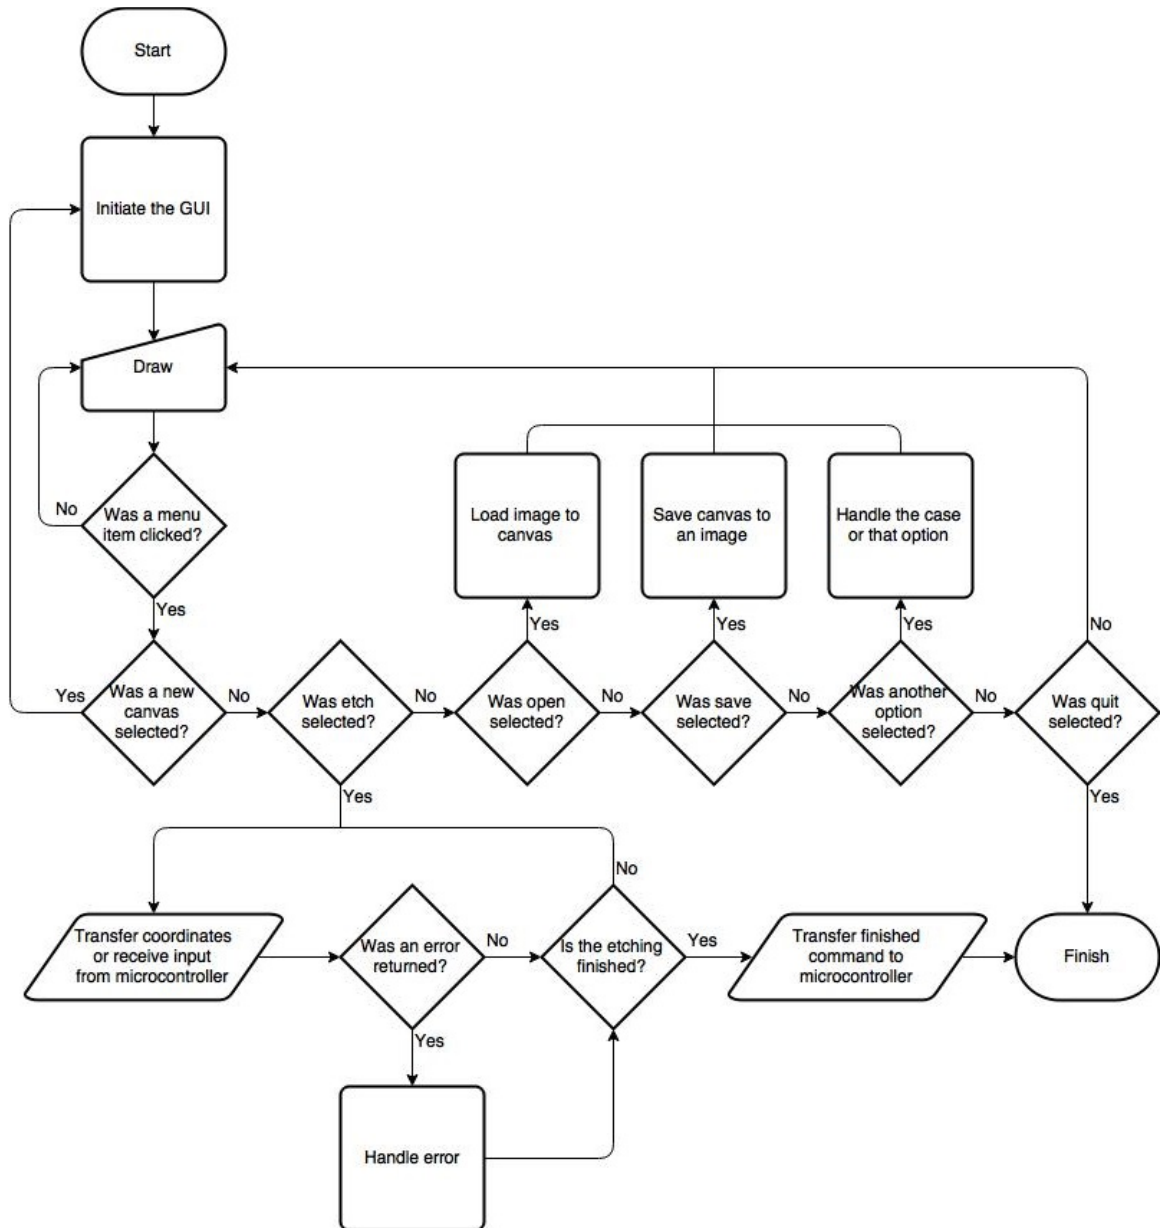 Start
Initiate the GUI
Draw
No
Was a menu
item clicked?
Yes
Load image to
canvas
Save canvas to
an image
Handle the case
or that option
Yes
Yes
Yes
No
Yes
Was a new
canvas
selected?
No
Was etch
selected?
No
Was open
selected?
No
Was save
selected?
No
Was another
option
selected?
No
Was quit
selected?
Yes
Yes
No
Transfer coordinates
or receive input
from microcontroller
Was an error
returned?
No
Is the etching
finished?
Yes
Transfer finished
command to
microcontroller
Finish
Yes
Handle error